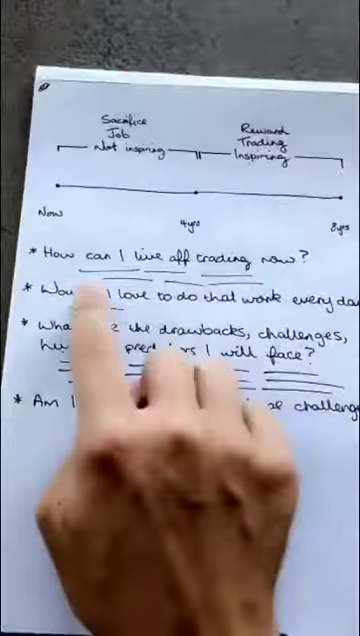 Sacrifice
Job
Not inspiring
Reward
Trading
Inspiring
Now
4yrs
8yrs
* How can I live off trading now?
* I love to do that work every da
* the drawbacks, challenges,
I will face?
* Am I challenge